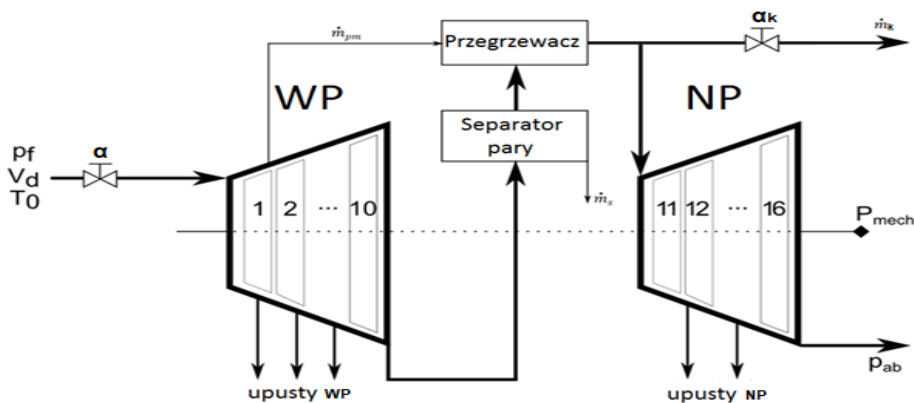 ṁpm
Przegrzewacz
αk
ṁk
WP
NP
Separator
pary
pf
Vd
T0
α
ṁs
1 2 ... 10
11 12 ... 16
Pmech
upusty WP
upusty NP
pab